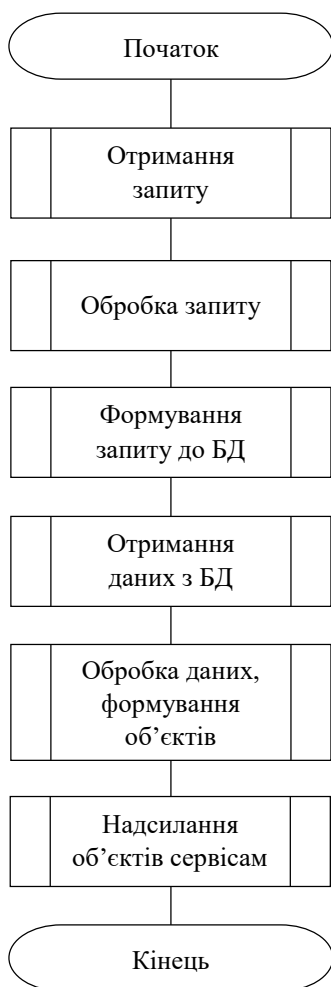 Початок
Отримання
запиту
Обробка запиту
Формування
запиту до БД
Отримання
даних з БД
Обробка даних,
формування
об’єктів
Надсилання
об’єктів сервісам
Кінець